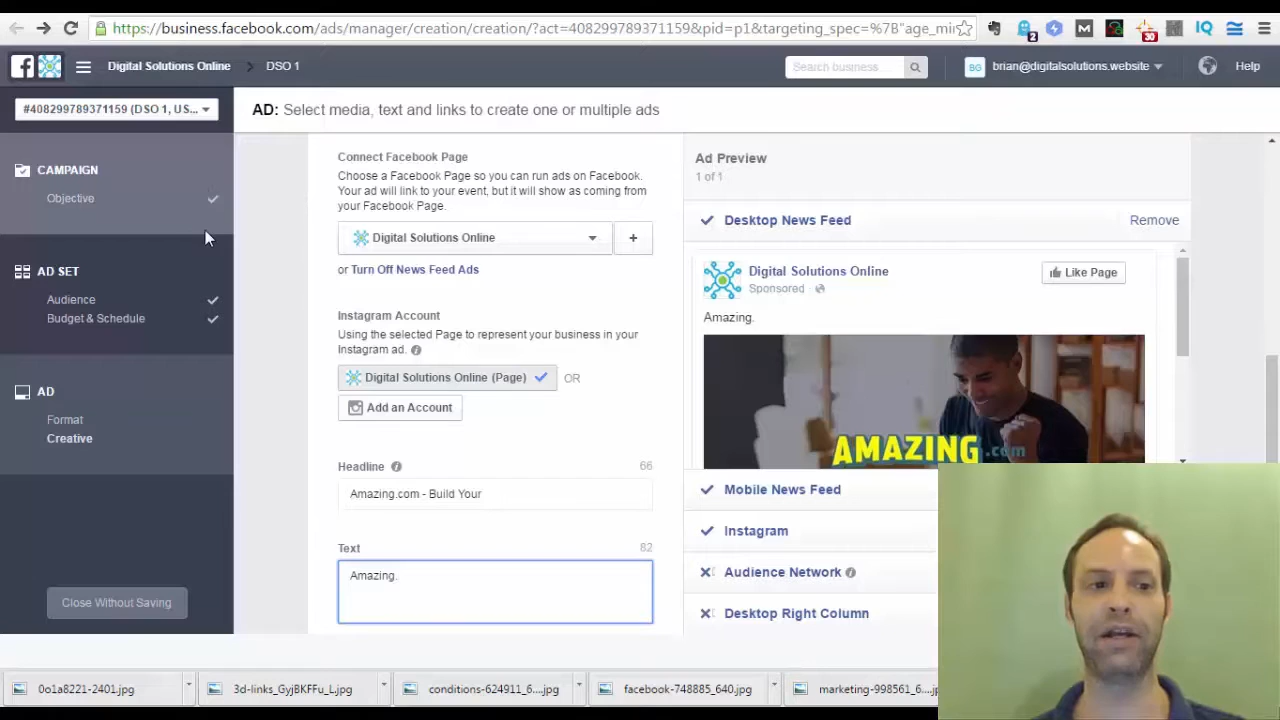 https://business.facebook.com/ads/manager/creation/creation/?act=408299789371159&pid=p1&targeting_spec=%7B"age_mi
2
30
IQ
Digital Solutions Online
DSO 1
Search business
BG
brian@digitalsolutions.website
Help
#408299789371159 (DSO 1, US...
AD: Select media, text and links to create one or multiple ads
CAMPAIGN
Objective
AD SET
Audience
Budget & Schedule
AD
Format
Creative
Close Without Saving
Connect Facebook Page
Choose a Facebook Page so you can run ads on Facebook.
Your ad will link to your event, but it will show as coming from
your Facebook Page.
Digital Solutions Online
+
or Turn Off News Feed Ads
Instagram Account
Using the selected Page to represent your business in your
Instagram ad.
Digital Solutions Online (Page)
OR
Add an Account
Headline
66
Amazing.com - Build Your
Text
82
Amazing.
Ad Preview
1 of 1
Desktop News Feed
Remove
Digital Solutions Online
Sponsored
Like Page
Amazing.
AMAZING.com
Mobile News Feed
Instagram
Audience Network
Desktop Right Column
0o1a8221-2401.jpg
3d-links_GyjBKFFu_L.jpg
conditions-624911_6....jpg
facebook-748885_640.jpg
marketing-998561_6....jp